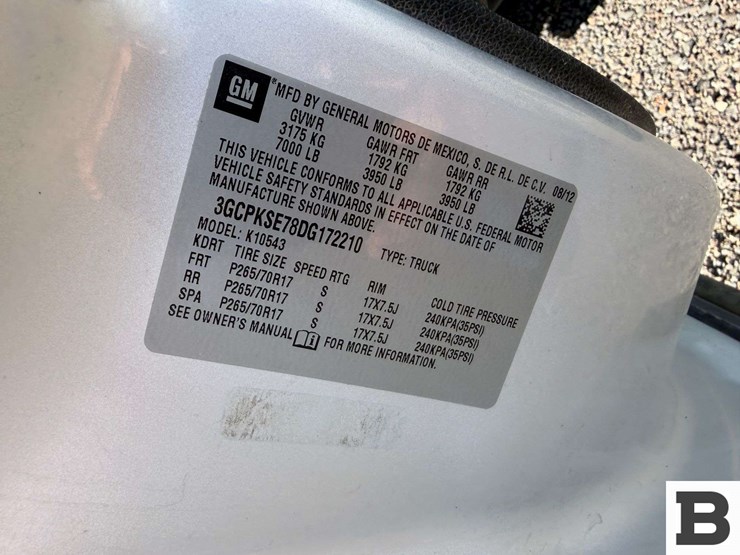 GM
®MFD BY GENERAL MOTORS DE MEXICO, S. DE R.L. DE C.V. 08/12
GVWR GAWR FRT GAWR RR
3175 KG 1792 KG 1792 KG
7000 LB 3950 LB 3950 LB
THIS VEHICLE CONFORMS TO ALL APPLICABLE U.S. FEDERAL MOTOR
VEHICLE SAFETY STANDARDS IN EFFECT ON THE DATE OF
MANUFACTURE SHOWN ABOVE.
3GCPKSE78DG172210 TYPE: TRUCK
MODEL: K10543
KDRT TIRE SIZE SPEED RTG RIM COLD TIRE PRESSURE
FRT P265/70R17 S 17X7.5J 240KPA(35PSI)
RR P265/70R17 S 17X7.5J 240KPA(35PSI)
SPA P265/70R17 S 17X7.5J 240KPA(35PSI)
SEE OWNER'S MANUAL FOR MORE INFORMATION.
B